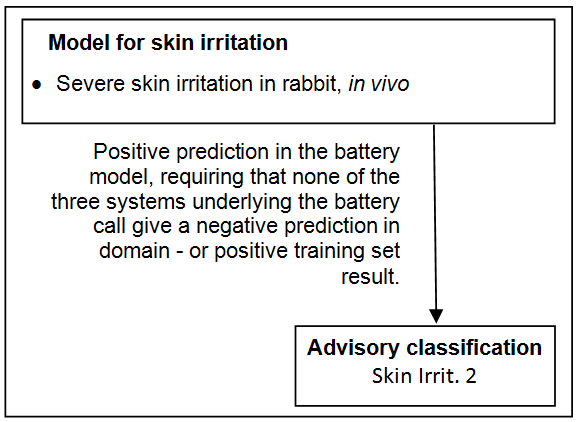 Model for skin irritation
● Severe skin irritation in rabbit, in vivo
Positive prediction in the battery
model, requiring that none of the
three systems underlying the battery
call give a negative prediction in
domain - or positive training set
result.
Advisory classification
Skin Irrit. 2